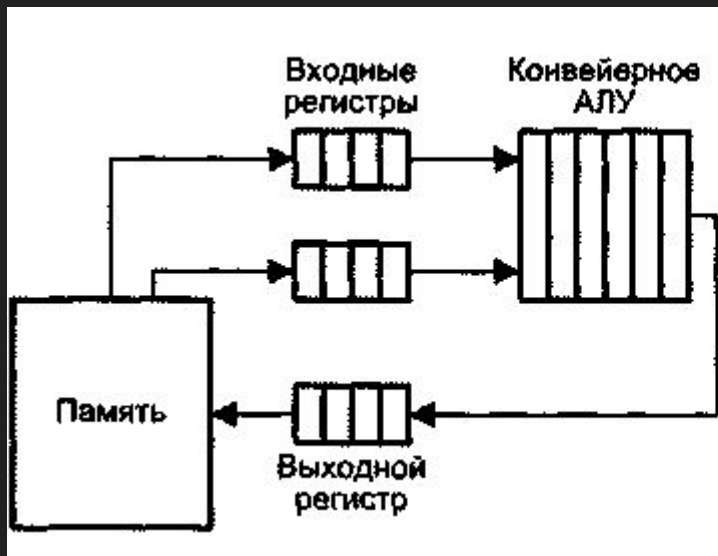 Входные
регистры
Конвейерное
АЛУ
Память
Выходной
регистр